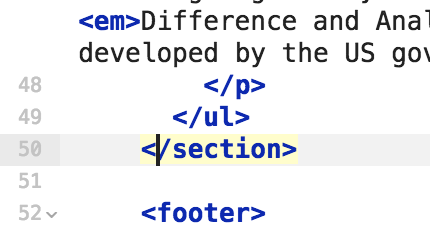 <em>Difference and Anal
developed by the US gov
48 </p>
49 </ul>
50 </section>
51
52 <footer>